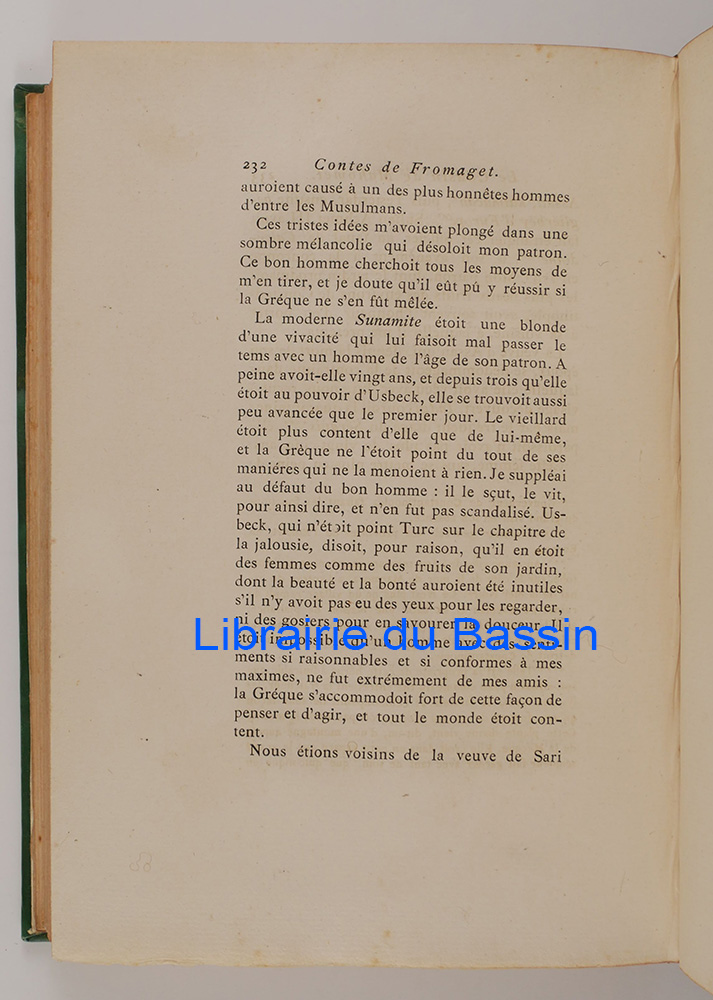 232 Contes de Fromaget.
auroient causé à un des plus honnêtes hommes
d'entre les Musulmans.
Ces tristes idées m'avoient plongé dans une
sombre mélancolie qui désoloit mon patron.
Ce bon homme cherchoit tous les moyens de
m'en tirer, et je doute qu'il eût pû y réussir si
la Gréque ne s'en fût mêlée.
La moderne Sunamite étoit une blonde
d'une vivacité qui lui faisoit mal passer le
tems avec un homme de l'âge de son patron. A
peine avoit-elle vingt ans, et depuis trois qu'elle
étoit au pouvoir d'Usbeck, elle se trouvoit aussi
peu avancée que le premier jour. Le vieillard
étoit plus content d'elle que de lui-même,
et la Grèque ne l'étoit point du tout de ses
maniéres qui ne la menoient à rien. Je suppléai
au défaut du bon homme : il le sçut, le vit,
pour ainsi dire, et n'en fut pas scandalisé. Us-
beck, qui n'étoit point Turc sur le chapitre de
la jalousie, disoit, pour raison, qu'il en étoit
des femmes comme des fruits de son jardin,
dont la beauté et la bonté auroient été inutiles
s'il n'y avoit pas eu des yeux pour les regarder,
ni des gosiers pour en savourer la douceur. Il
étoit impossible qu'un homme avec des senti-
Librairie du Bassin
ments si raisonnables et si conformes à mes
maximes, ne fut extrémement de mes amis :
la Gréque s'accommodoit fort de cette façon de
penser et d'agir, et tout le monde étoit con-
tent.
Nous étions voisins de la veuve de Sari